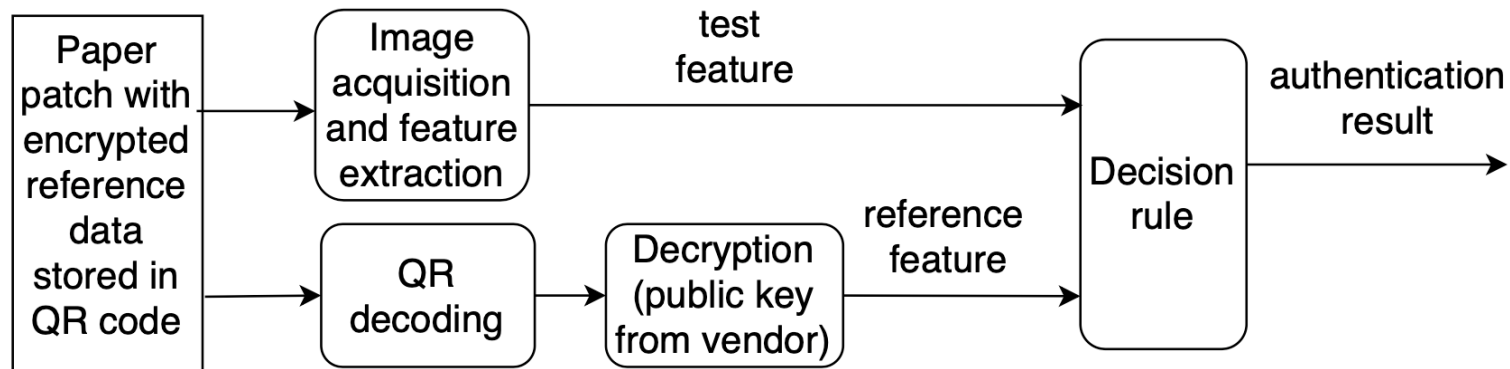 Paper
patch with
encrypted
reference
data
stored in
QR code
Image
acquisition
and feature
extraction
test
feature
QR
decoding
Decryption
(public key
from vendor)
reference
feature
Decision
rule
authentication
result